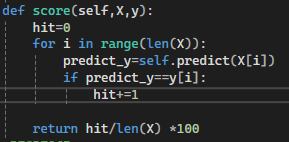 def score(self,X,y):
    hit=0
    for i in range(len(X)):
        predict_y=self.predict(X[i])
        if predict_y==y[i]:
            hit+=1
    return hit/len(X) *100